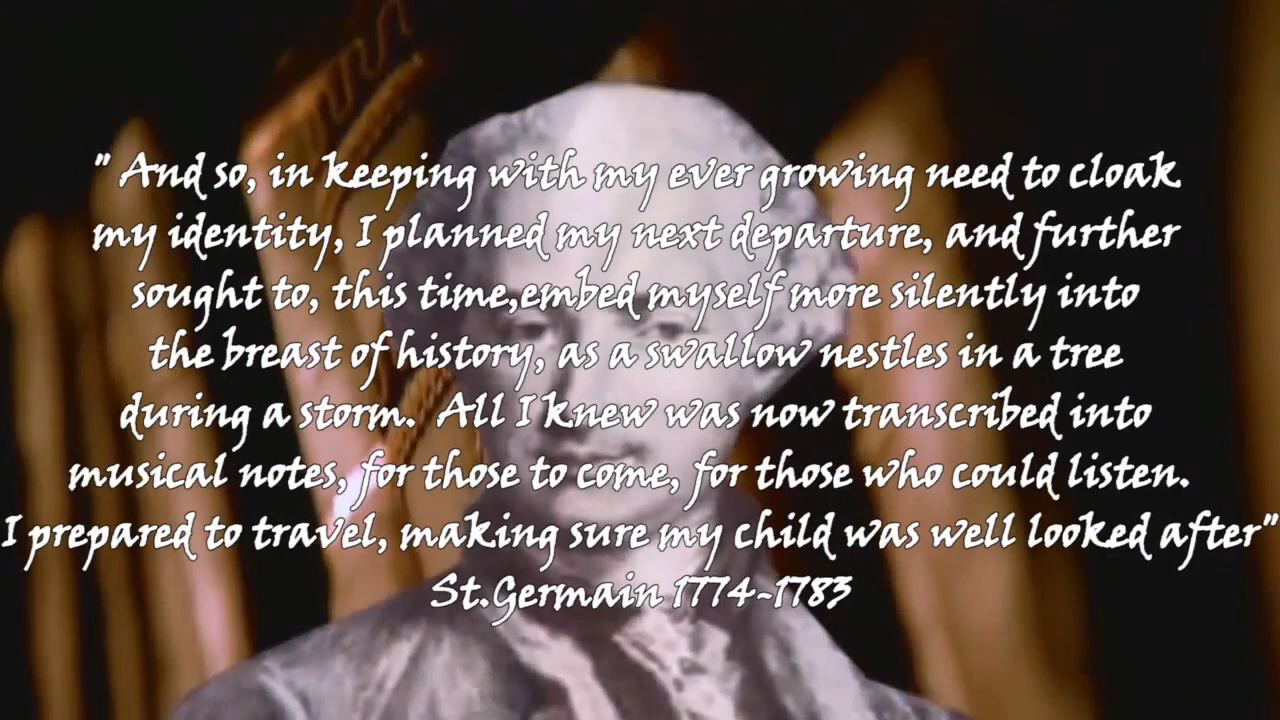 " And so, in keeping with my ever growing need to cloak
my identity, I planned my next departure, and further
sought to, this time,embed myself more silently into
the breast of history, as a swallow nestles in a tree
during a storm.  All I knew was now transcribed into
musical notes, for those to come, for those who could listen.
I prepared to travel, making sure my child was well looked after"
St.Germain 1774-1783